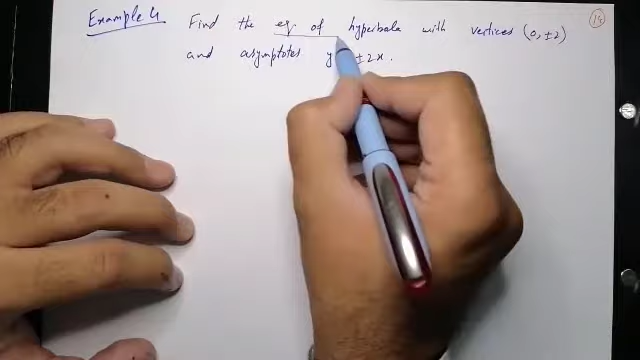 Example 4 Find the eq of hyperbola with vertices (0, ±2)
and asymptotes y ±2x.